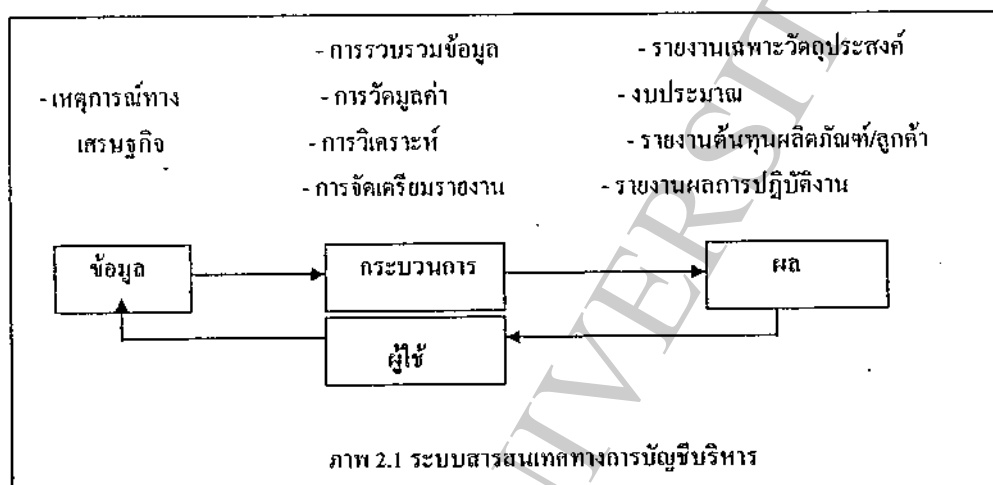 - การรวบรวมข้อมูล
- รายงานเฉพาะวัตถุประสงค์
- เหตุการณ์ทาง
- การวัดมูลค่า
- งบประมาณ
เศรษฐกิจ
- การวิเคราะห์
- รายงานต้นทุนผลิตภัณฑ์/ลูกค้า
- การจัดเตรียมรายงาน
- รายงานผลการปฏิบัติงาน
ข้อมูล
กระบวนการ
ผล
ผู้ใช้
ภาพ 2.1 ระบบสารสนเทศทางการบัญชีบริหาร
IVERSIT